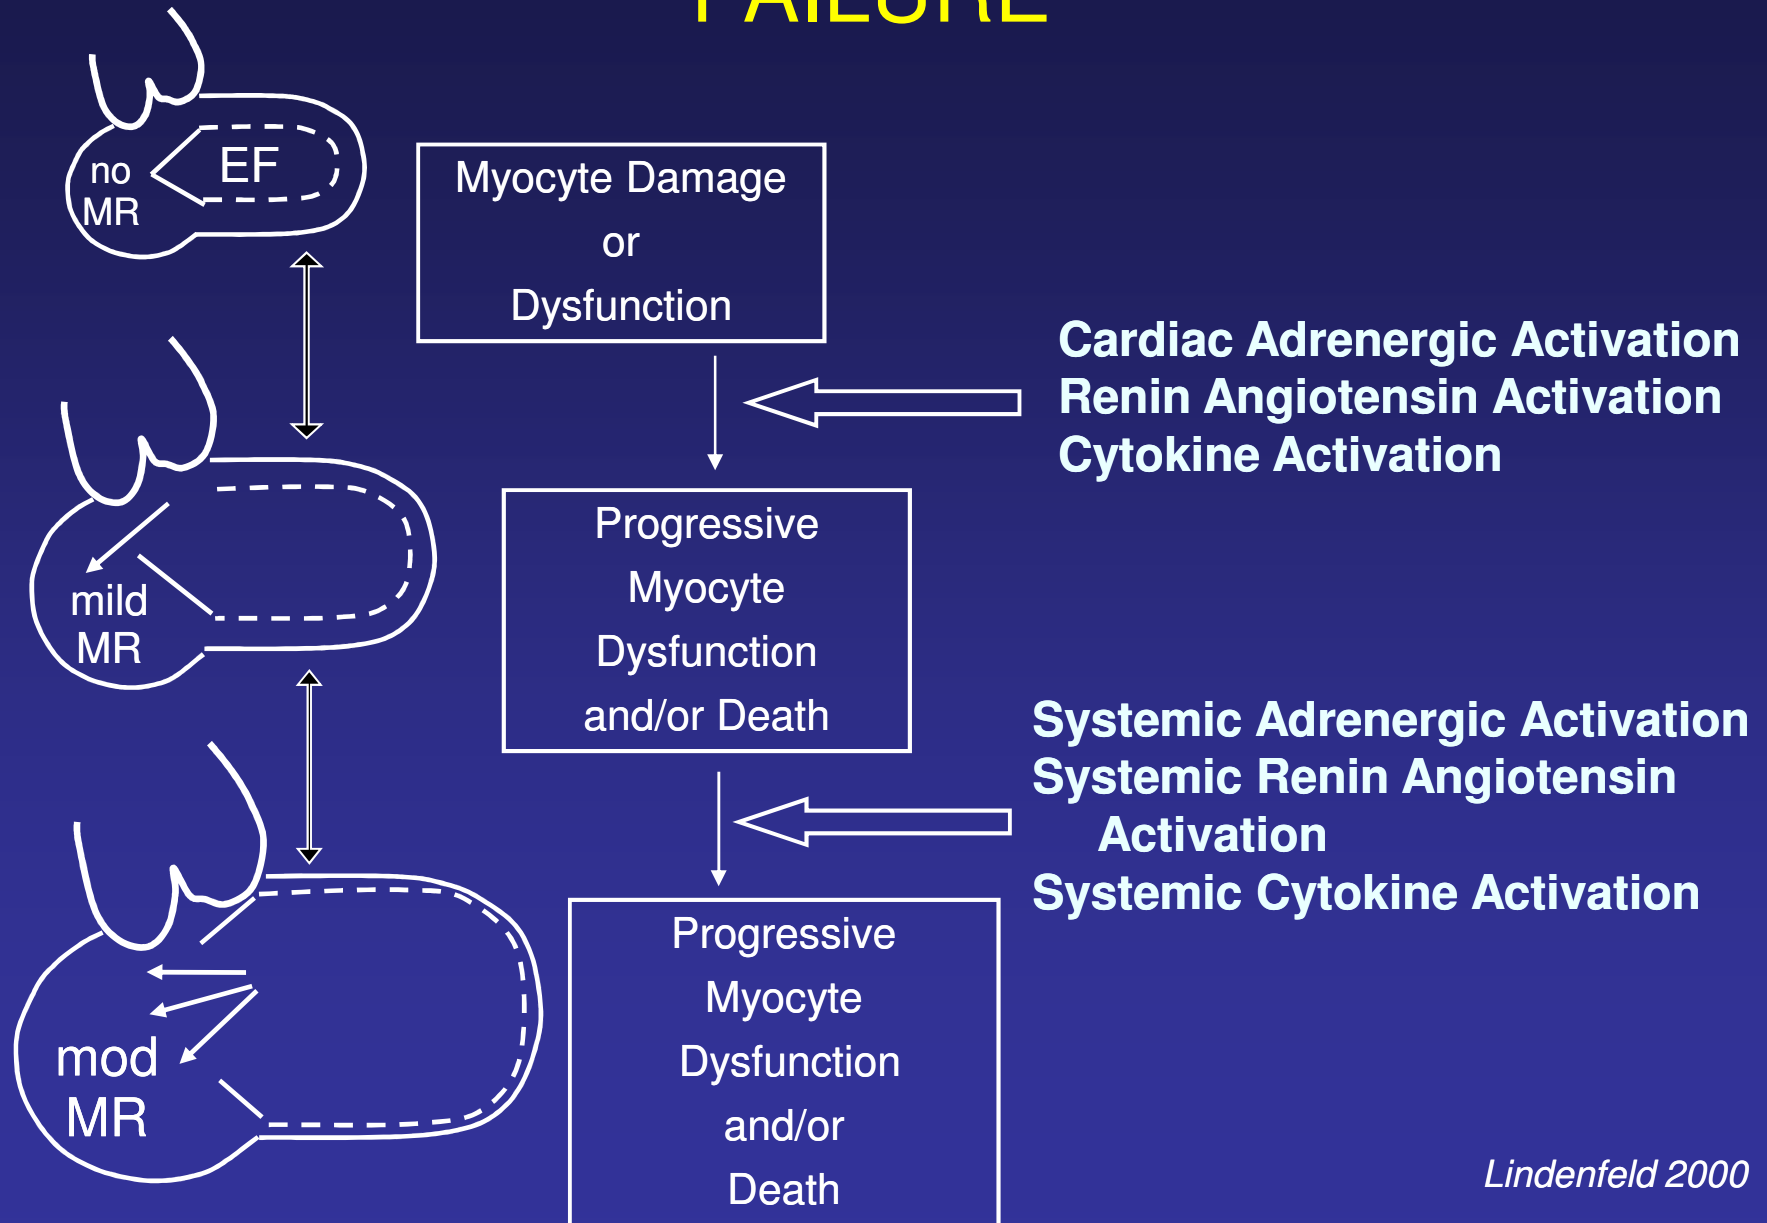 FAILURE
no
MR
EF
Myocyte Damage
or
Dysfunction
Cardiac Adrenergic Activation
Renin Angiotensin Activation
Cytokine Activation
mild
MR
Progressive
Myocyte
Dysfunction
and/or Death
Systemic Adrenergic Activation
Systemic Renin Angiotensin
Activation
Systemic Cytokine Activation
mod
MR
Progressive
Myocyte
Dysfunction
and/or
Death
Lindenfeld 2000